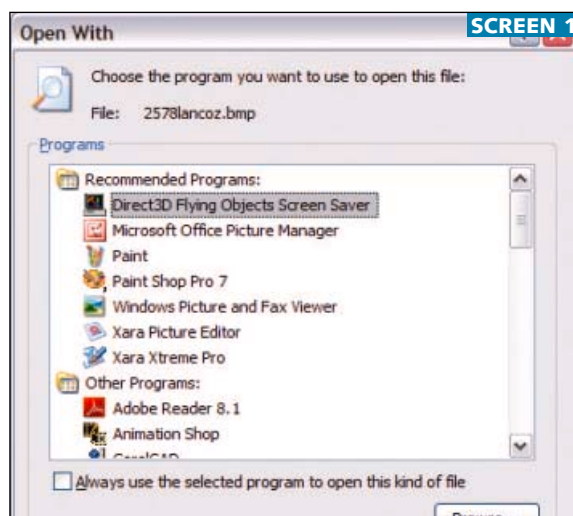 Open With
SCREEN 1
Choose the program you want to use to open this file:
File: 2578lancoz.bmp
Programs
Recommended Programs:
Direct3D Flying Objects Screen Saver
Microsoft Office Picture Manager
Paint
Paint Shop Pro 7
Windows Picture and Fax Viewer
Xara Picture Editor
Xara Xtreme Pro
Other Programs:
Adobe Reader 8.1
Animation Shop
Always use the selected program to open this kind of file